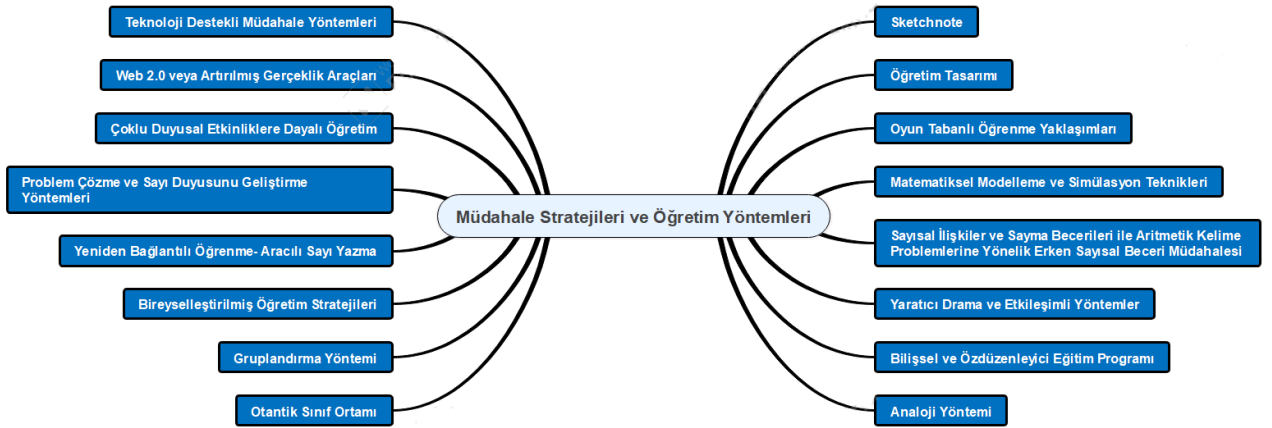 Teknoloji Destekli Müdahale Yöntemleri
Web 2.0 veya Artırılmış Gerçeklik Araçları
Çoklu Duyusal Etkinliklere Dayalı Öğretim
Problem Çözme ve Sayı Duyusunu Geliştirme
Yöntemleri
Yeniden Bağlantılı Öğrenme- Aracılı Sayı Yazma
Bireyselleştirilmiş Öğretim Stratejileri
Gruplandırma Yöntemi
Otantik Sınıf Ortamı
Müdahale Stratejileri ve Öğretim Yöntemleri
Sketchnote
Öğretim Tasarımı
Oyun Tabanlı Öğrenme Yaklaşımları
Matematiksel Modelleme ve Simülasyon Teknikleri
Sayısal İlişkiler ve Sayma Becerileri ile Aritmetik Kelime
Problemlerine Yönelik Erken Sayısal Beceri Müdahalesi
Yaratıcı Drama ve Etkileşimli Yöntemler
Bilişsel ve Özdüzenleyici Eğitim Programı
Analoji Yöntemi